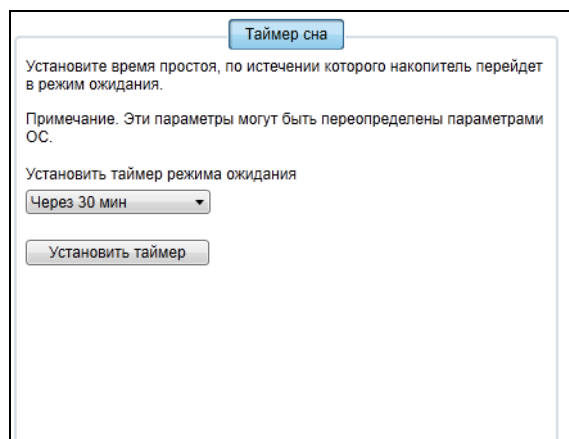 Таймер сна
Установите время простоя, по истечении которого накопитель перейдет
в режим ожидания.
Примечание. Эти параметры могут быть переопределены параметрами
ОС.
Установить таймер режима ожидания
Через 30 мин
Установить таймер